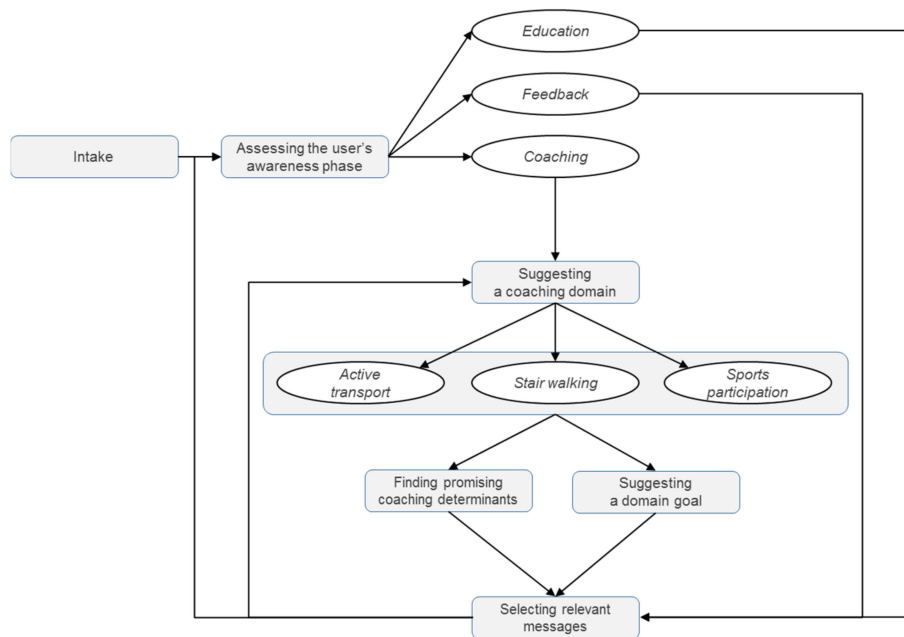 Education
Feedback
Intake
Assessing the user's
awareness phase
Coaching
Suggesting
a coaching domain
Active
transport
Stair walking
Sports
participation
Finding promising
coaching determinants
Suggesting
a domain goal
Selecting relevant
messages